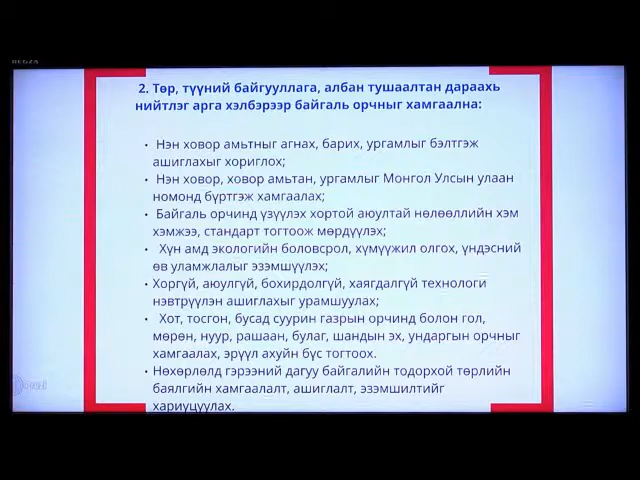 REGZA
2. Төр, түүний байгууллага, албан тушаалтан дараахь
нийтлэг арга хэлбэрээр байгаль орчныг хамгаална:
• Нэн ховор амьтныг агнах, барих, ургамлыг бэлтгэж
ашиглахыг хориглох;
• Нэн ховор, ховор амьтан, ургамлыг Монгол Улсын улаан
номонд бүртгэж хамгаалах;
• Байгаль орчинд үзүүлэх хортой аюултай нөлөөллийн хэм
хэмжээ, стандарт тогтоож мөрдүүлэх;
• Хүн амд экологийн боловсрол, хүмүүжил олгох, үндэсний
өв уламжлалыг эзэмшүүлэх;
• Хоргүй, аюулгүй, бохирдолгүй, хаягдалгүй технологи
нэвтрүүлэн ашиглахыг урамшуулах;
• Хот, тосгон, бусад суурин газрын орчинд болон гол,
мөрөн, нуур, рашаан, булаг, шандын эх, ундаргын орчныг
хамгаалах, эрүүл ахуйн бүс тогтоох.
• Нөхөрлөлд гэрээний дагуу байгалийн тодорхой төрлийн
баялгийн хамгаалалт, ашиглалт, эзэмшилтийг
хариуцуулах.